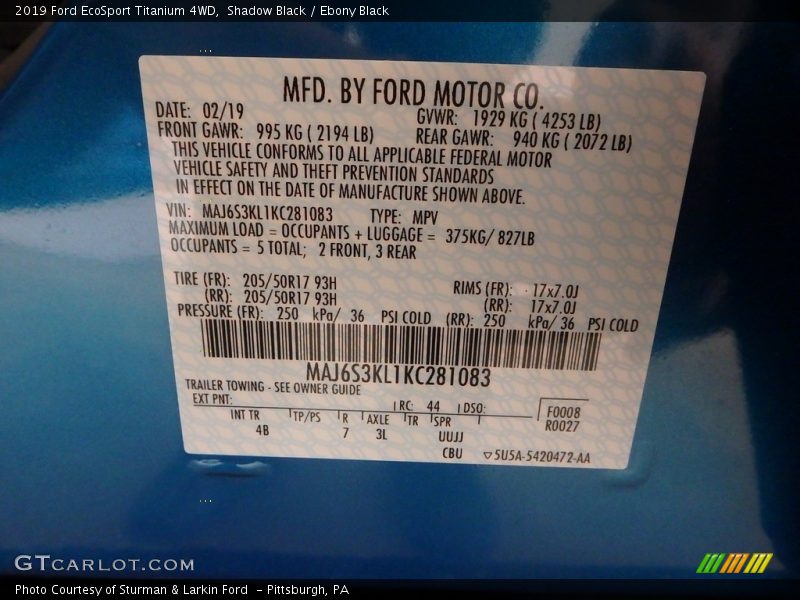 2019 Ford EcoSport Titanium 4WD,  Shadow Black / Ebony Black
MFD. BY FORD MOTOR CO.
DATE: 02/19 GVWR: 1929 KG ( 4253 LB)
FRONT GAWR: 995 KG ( 2194 LB) REAR GAWR: 940 KG ( 2072 LB)
THIS VEHICLE CONFORMS TO ALL APPLICABLE FEDERAL MOTOR
VEHICLE SAFETY AND THEFT PREVENTION STANDARDS
IN EFFECT ON THE DATE OF MANUFACTURE SHOWN ABOVE.
VIN: MAJ6S3KL1KC281083 TYPE: MPV
MAXIMUM LOAD = OCCUPANTS + LUGGAGE = 375KG/ 827LB
OCCUPANTS = 5 TOTAL; 2 FRONT, 3 REAR
TIRE (FR): 205/50R17 93H RIMS (FR): 17x7.0J
(RR): 205/50R17 93H (RR): 17x7.0J
PRESSURE (FR): 250 kPa/ 36 PSI COLD (RR): 250 kPa/ 36 PSI COLD
MAJ6S3KL1KC281083
TRAILER TOWING - SEE OWNER GUIDE
EXT PNT: RC: 44 DSO: F0008
INT TR TP/PS R AXLE TR SPR R0027
4B 7 3L UUJJ
CBU ▽5U5A-5420472-AA
GTcarlot.com
Photo Courtesy of Sturman & Larkin Ford  - Pittsburgh, PA